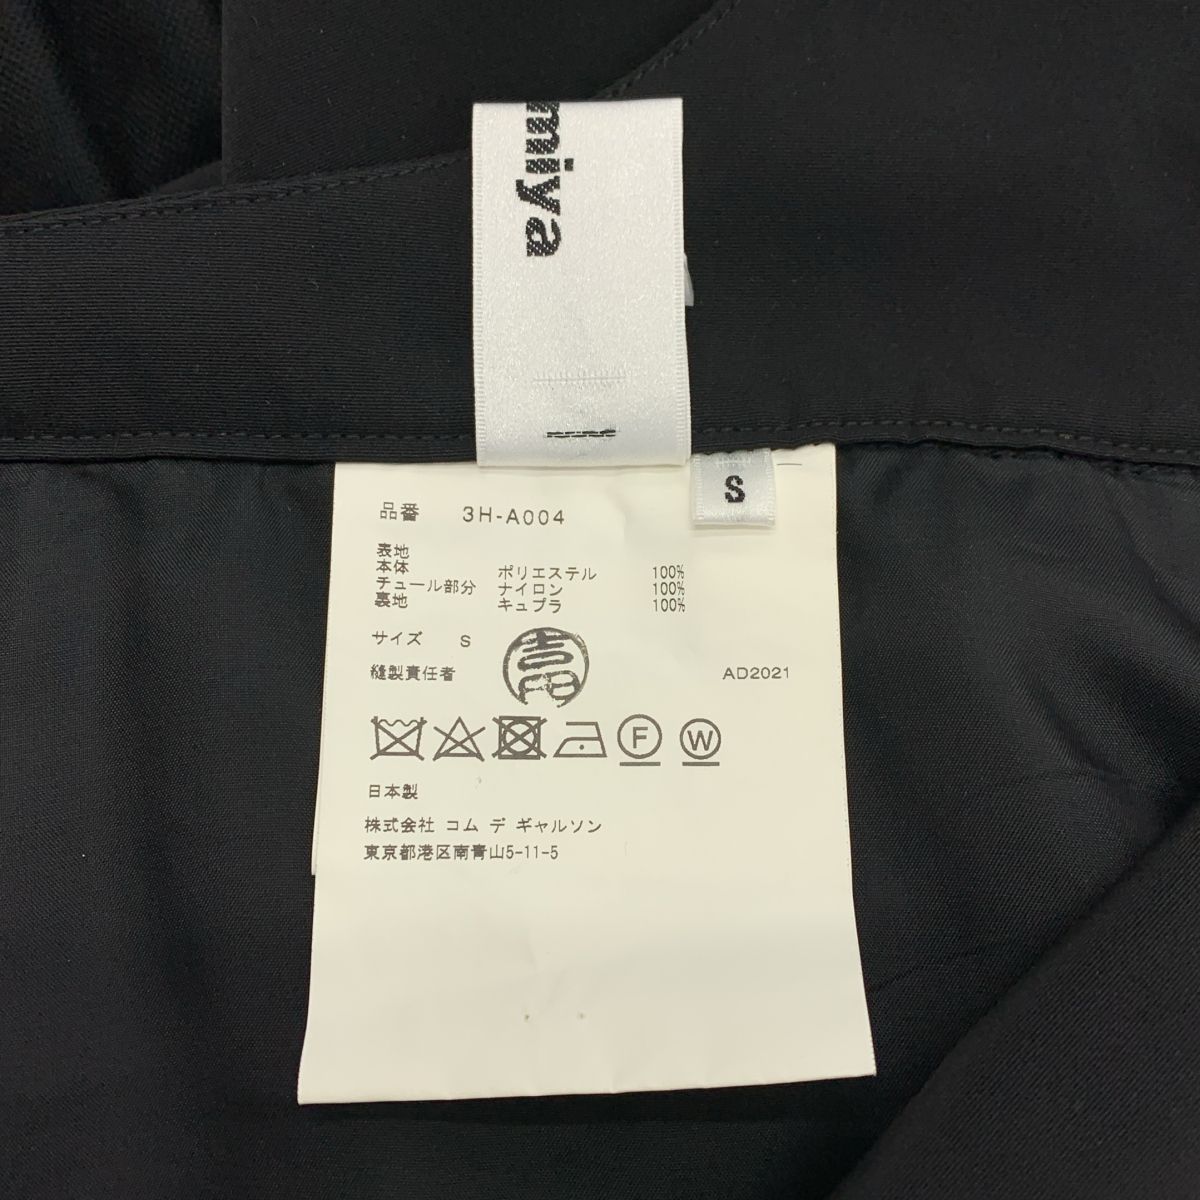 miya
S
品番 3H-A004
表地
本体 ポリエステル 100%
チュール部分 ナイロン 100%
裏地 キュプラ 100%
サイズ S
縫製責任者 AD2021
F W
日本製
株式会社 コム デ ギャルソン
東京都港区南青山5-11-5